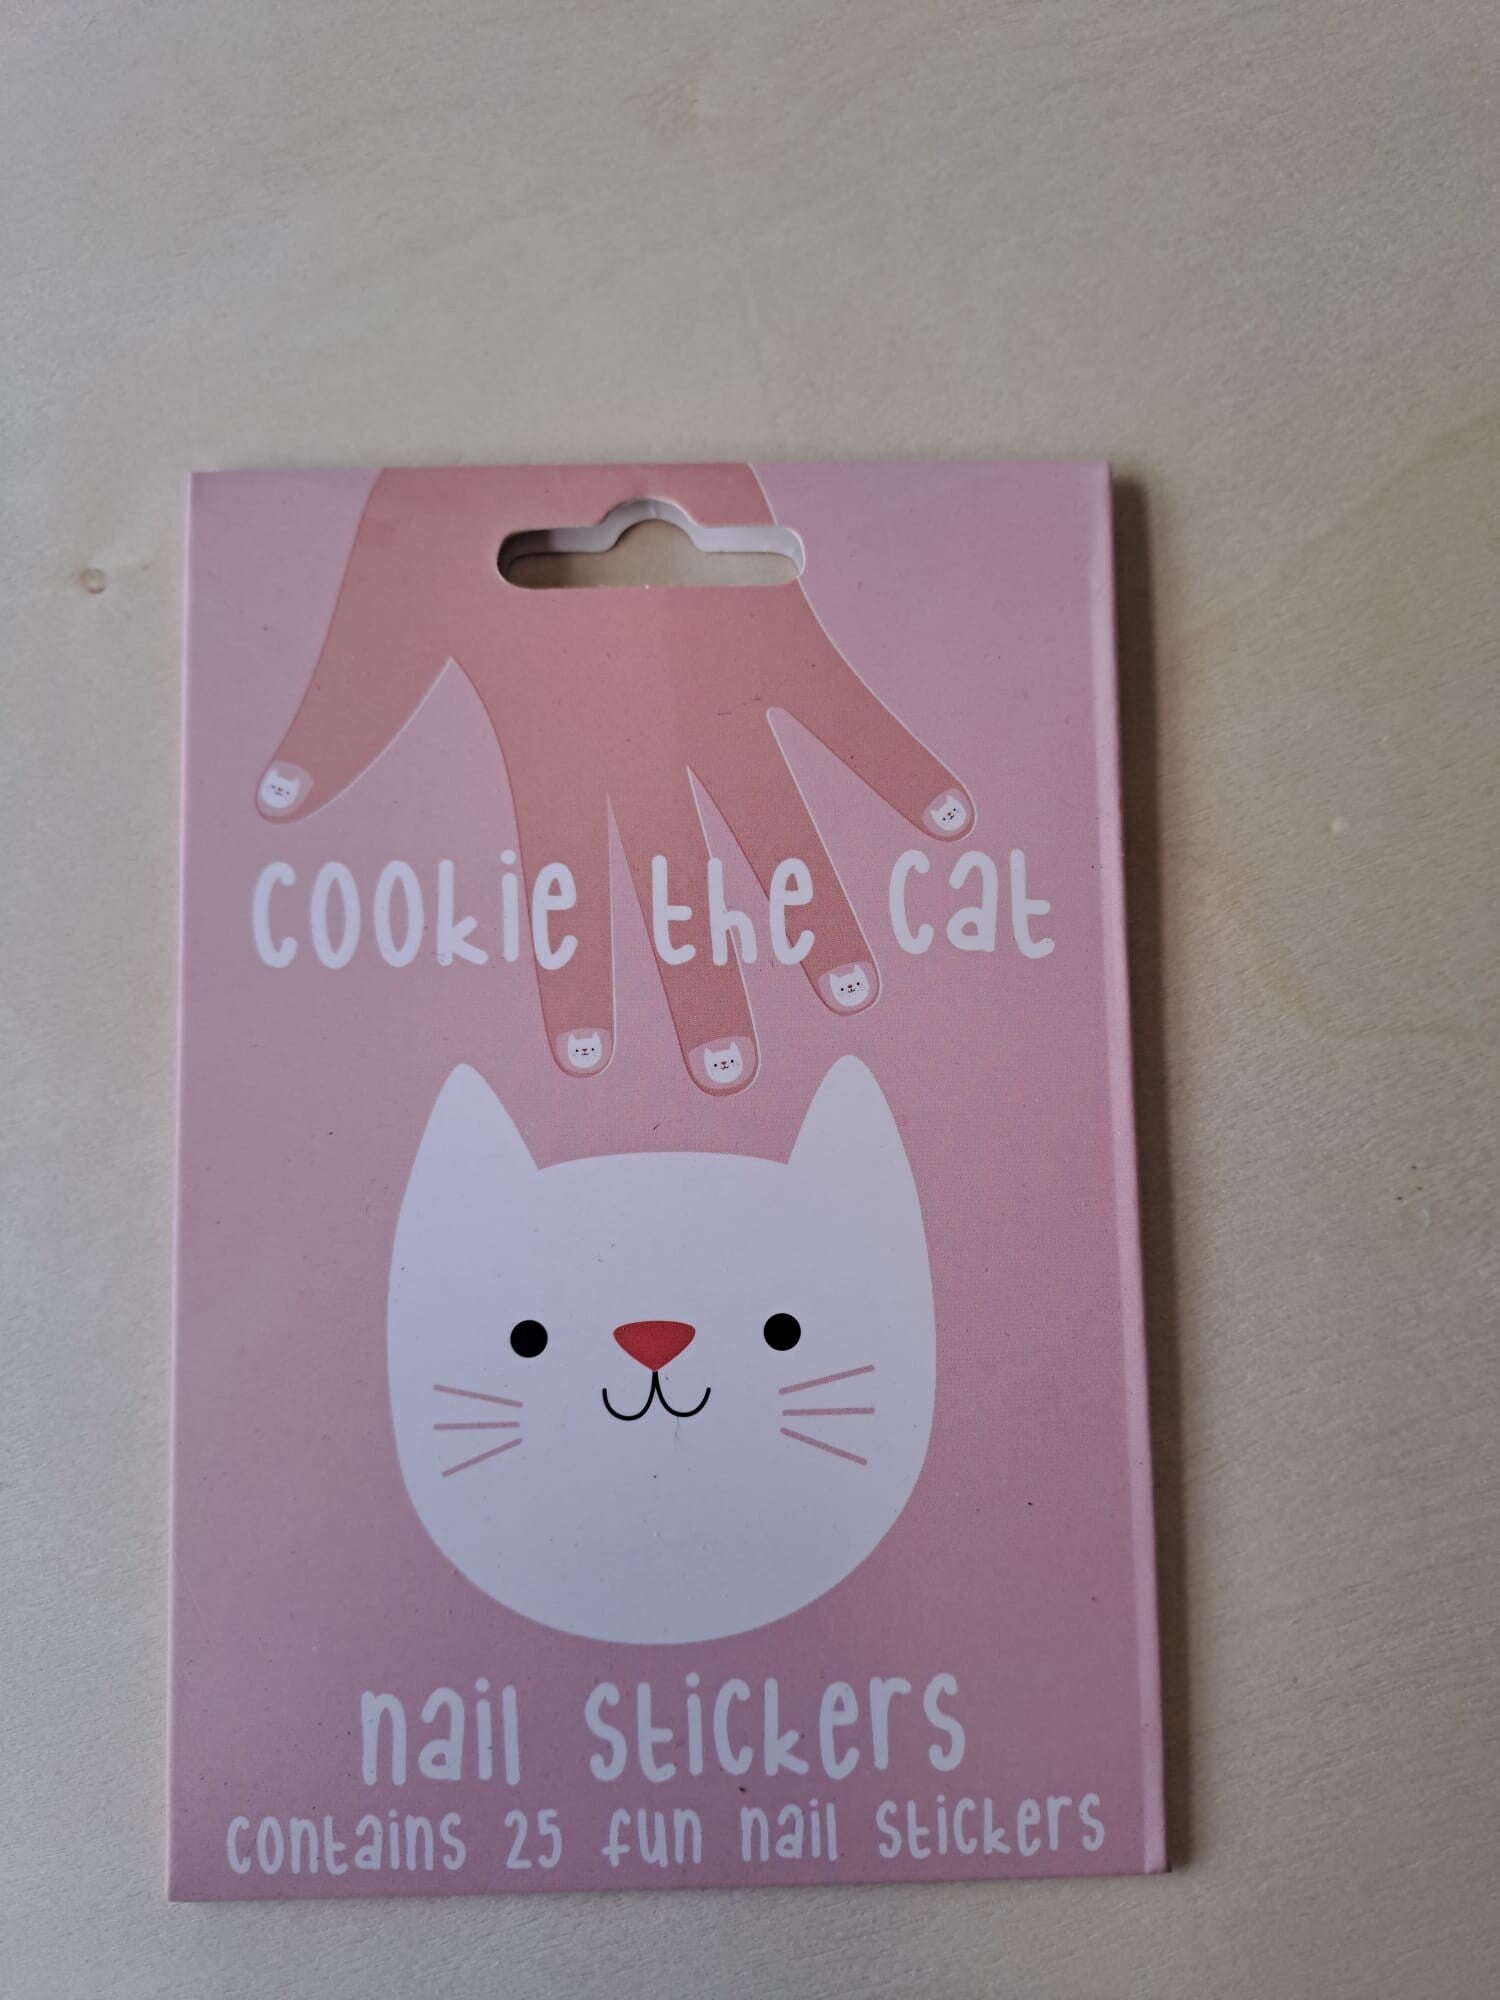 cookie the cat
nail stickers
contains 25 fun nail stickers